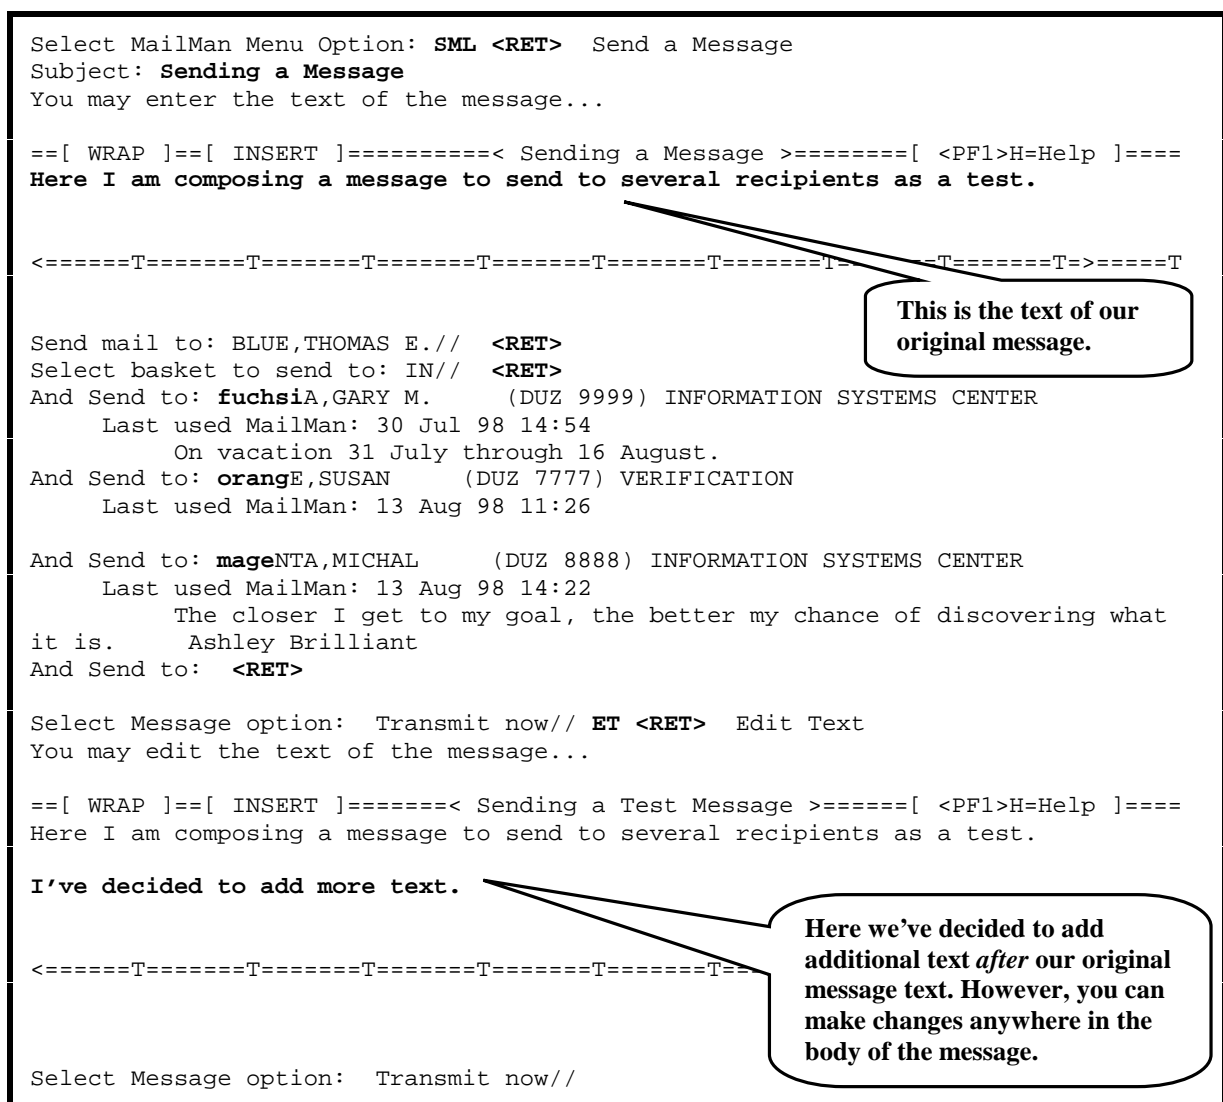 Select MailMan Menu Option: SML <RET>  Send a Message
Subject: Sending a Message
You may enter the text of the message...
==[ WRAP ]==[ INSERT ]==========< Sending a Message >========[ <PF1>H=Help ]====
Here I am composing a message to send to several recipients as a test.
<======T=======T=======T=======T=======T=======T=======T=======T=======T=>=====T
This is the text of our
original message.
Send mail to: BLUE,THOMAS E.//  <RET>
Select basket to send to: IN//  <RET>
And Send to: fuchsiA,GARY M.     (DUZ 9999) INFORMATION SYSTEMS CENTER
     Last used MailMan: 30 Jul 98 14:54
          On vacation 31 July through 16 August.
And Send to: orangE,SUSAN     (DUZ 7777) VERIFICATION
     Last used MailMan: 13 Aug 98 11:26
And Send to: mageNTA,MICHAL     (DUZ 8888) INFORMATION SYSTEMS CENTER
     Last used MailMan: 13 Aug 98 14:22
          The closer I get to my goal, the better my chance of discovering what
it is.     Ashley Brilliant
And Send to:  <RET>
Select Message option:  Transmit now// ET <RET>  Edit Text
You may edit the text of the message...
==[ WRAP ]==[ INSERT ]=======< Sending a Test Message >======[ <PF1>H=Help ]====
Here I am composing a message to send to several recipients as a test.
I've decided to add more text.
<======T=======T=======T=======T=======T=======T===
Here we've decided to add
additional text after our original
message text. However, you can
make changes anywhere in the
body of the message.
Select Message option:  Transmit now//